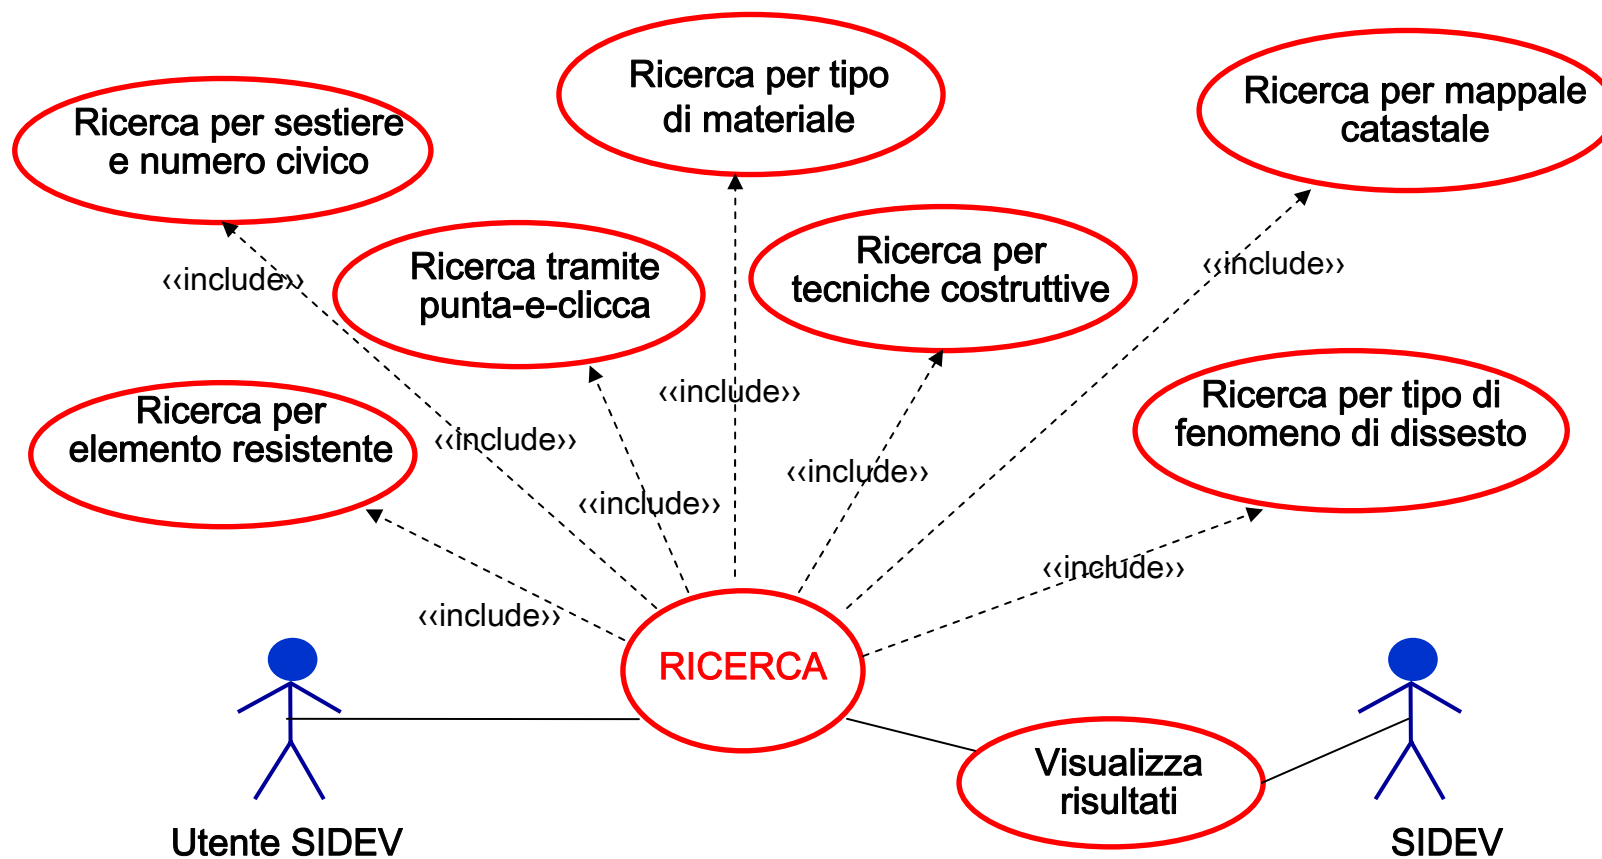 Ricerca per tipo
di materiale
Ricerca per mappale
catastale
Ricerca per sestiere
e numero civico
Ricerca tramite
punta-e-clicca
Ricerca per
tecniche costruttive
‹‹include››
‹‹include››
Ricerca per
elemento resistente
‹‹include››
Ricerca per tipo di
fenomeno di dissesto
‹‹include››
‹‹include››
‹‹include››
‹‹include››
‹‹include››
RICERCA
Visualizza
risultati
Utente SIDEV
SIDEV